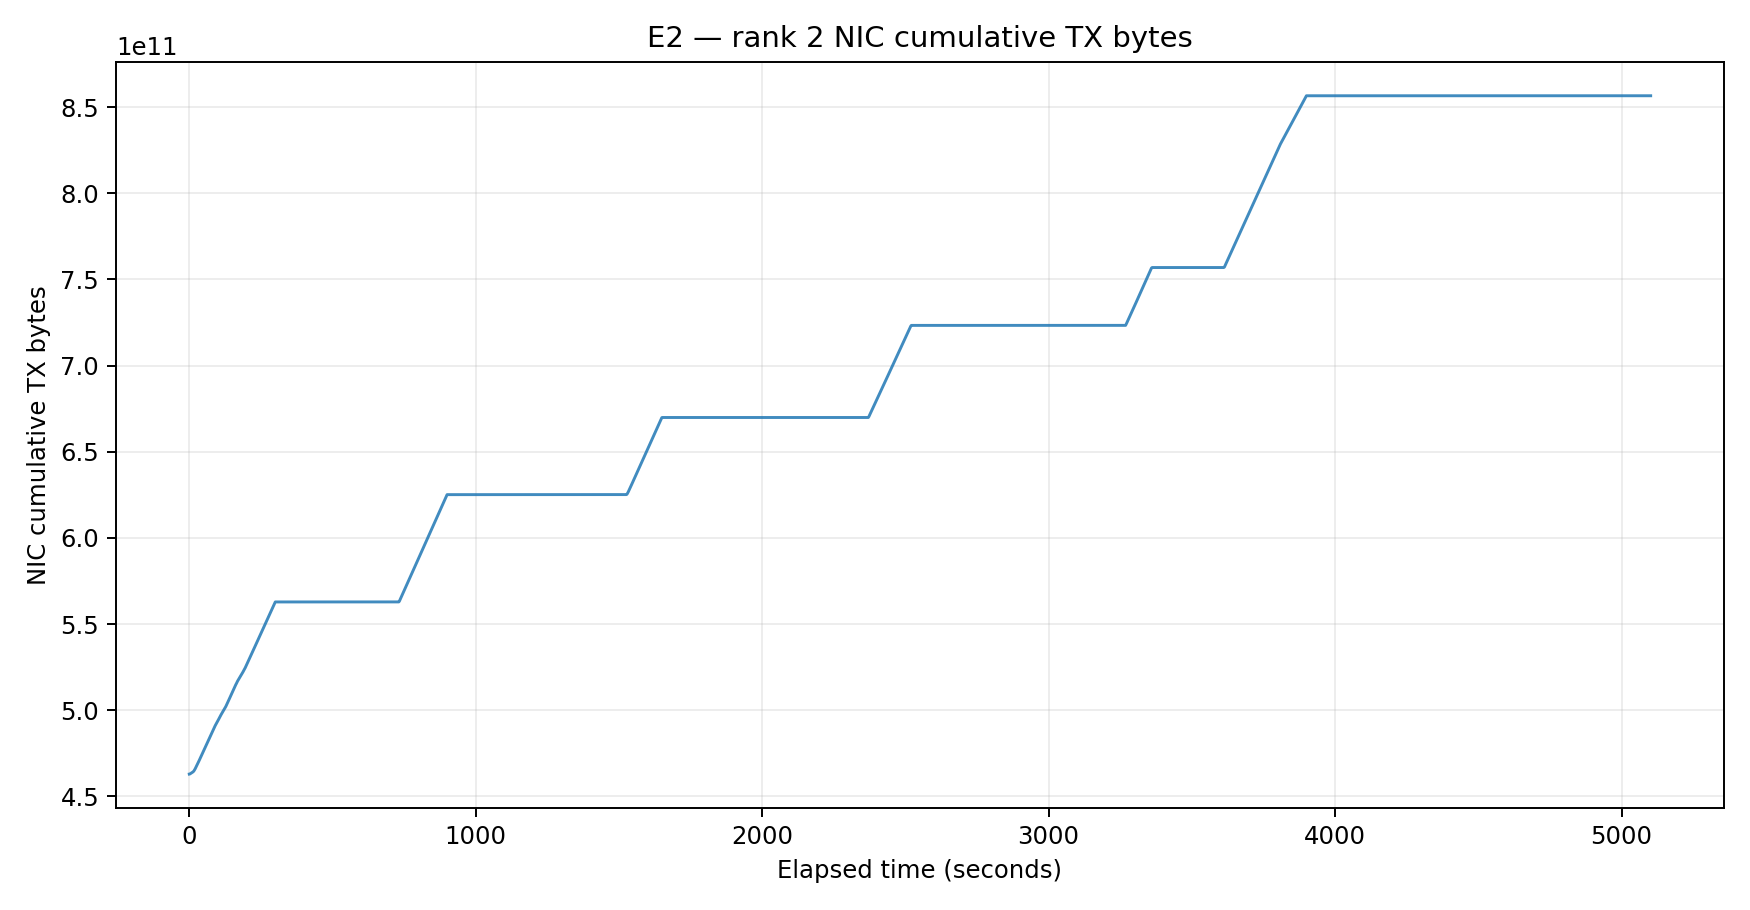 E2 — rank 2 NIC cumulative TX bytes
1e11
8.5
8.0
7.5
7.0
6.5
6.0
5.5
5.0
4.5
NIC cumulative TX bytes
0 1000 2000 3000 4000 5000
Elapsed time (seconds)